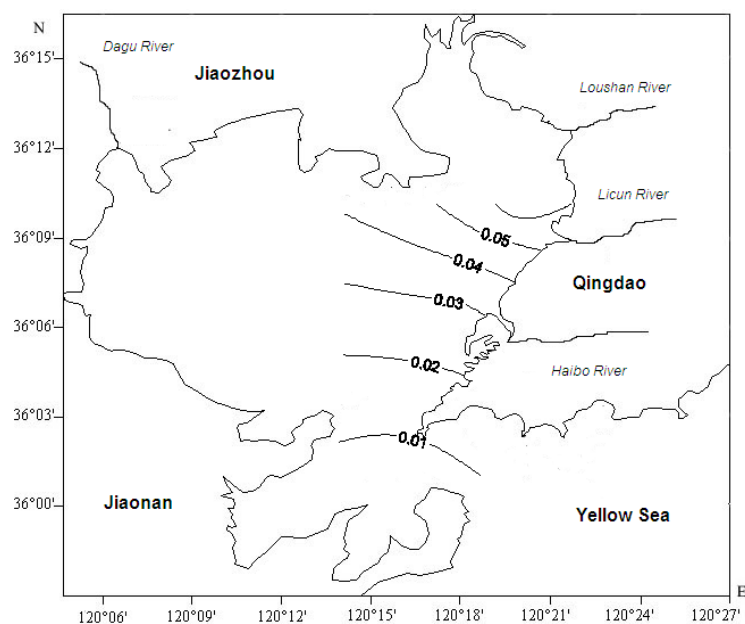 N
Dagu River
36°15'
Jiaozhou
Loushan River
36°12'
Licun River
36°09'
0.05
0.04
Qingdao
0.03
36°06'
0.02
Haibo River
36°03'
0.01
36°00'
Jiaonan
Yellow Sea
E
120°06' 120°09' 120°12' 120°15' 120°18' 120°21' 120°24' 120°27'